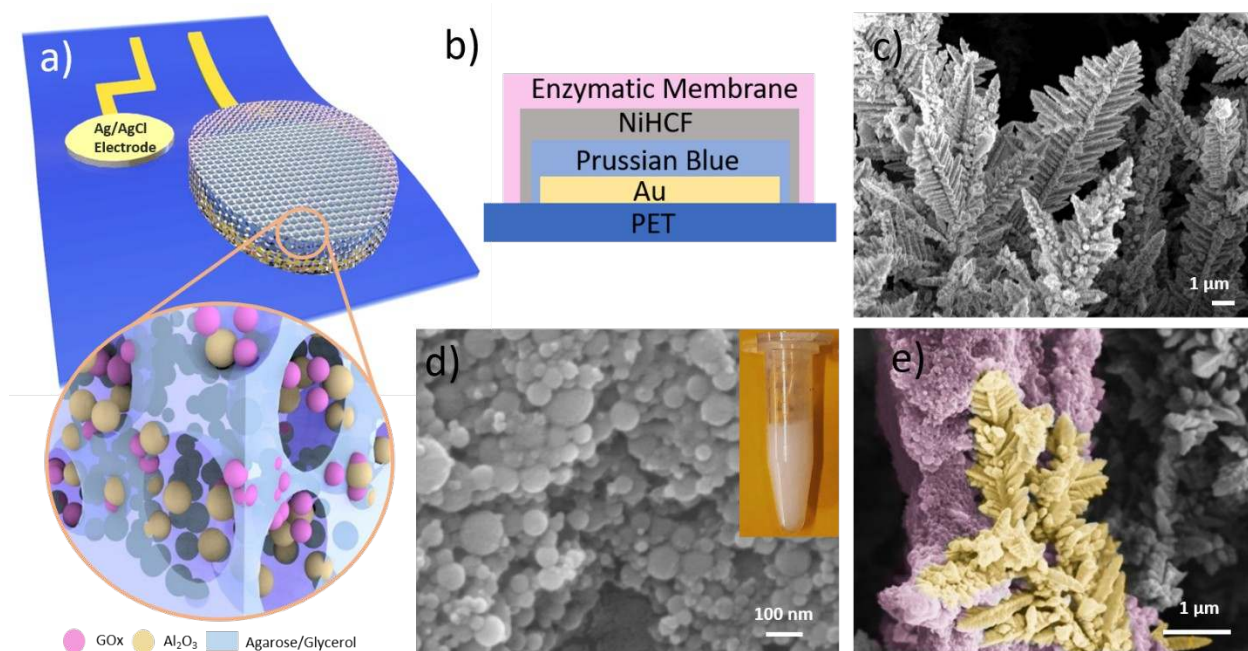 a)
Ag/AgCl
Electrode
GOx
Al₂O₃
Agarose/Glycerol
b)
Enzymatic Membrane
NiHCF
Prussian Blue
Au
PET
c)
1 µm
d)
100 nm
e)
1 µm